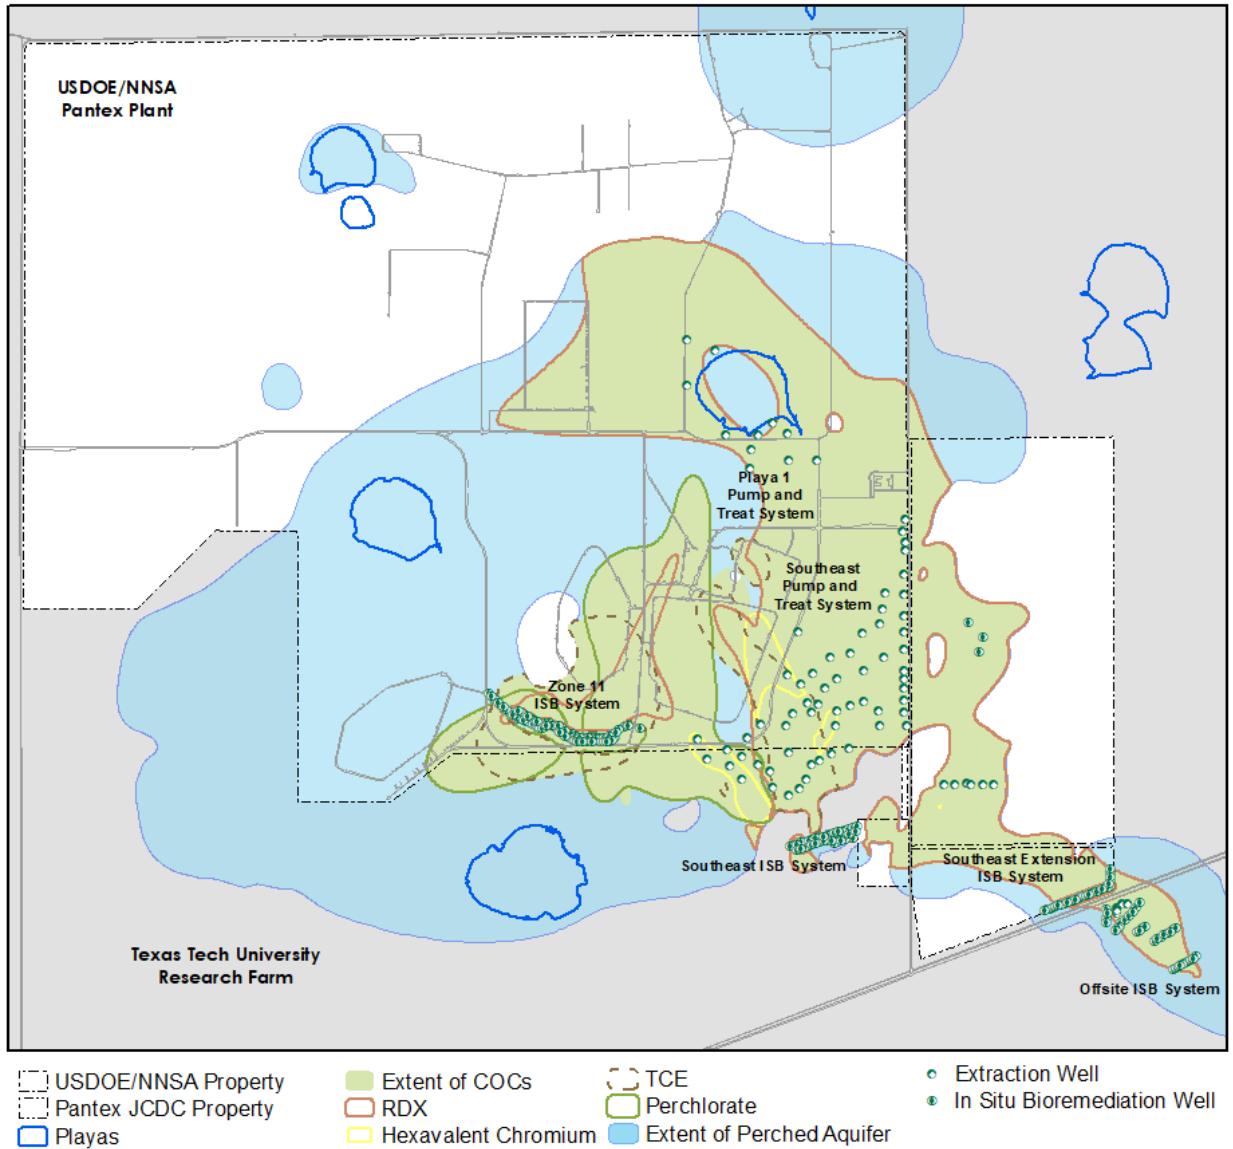 USDOE/NNSA
Pantex Plant
Playa 1
Pump and
Treat System
Southeast
Pump and
Treat System
Zone 11
ISB System
Southeast ISB System
Southeast Extension
ISB System
Texas Tech University
Research Farm
Offsite ISB System
USDOE/NNSA Property
Pantex JCDC Property
Playas
Extent of COCs
RDX
Hexavalent Chromium
TCE
Perchlorate
Extent of Perched Aquifer
Extraction Well
In Situ Bioremediation Well